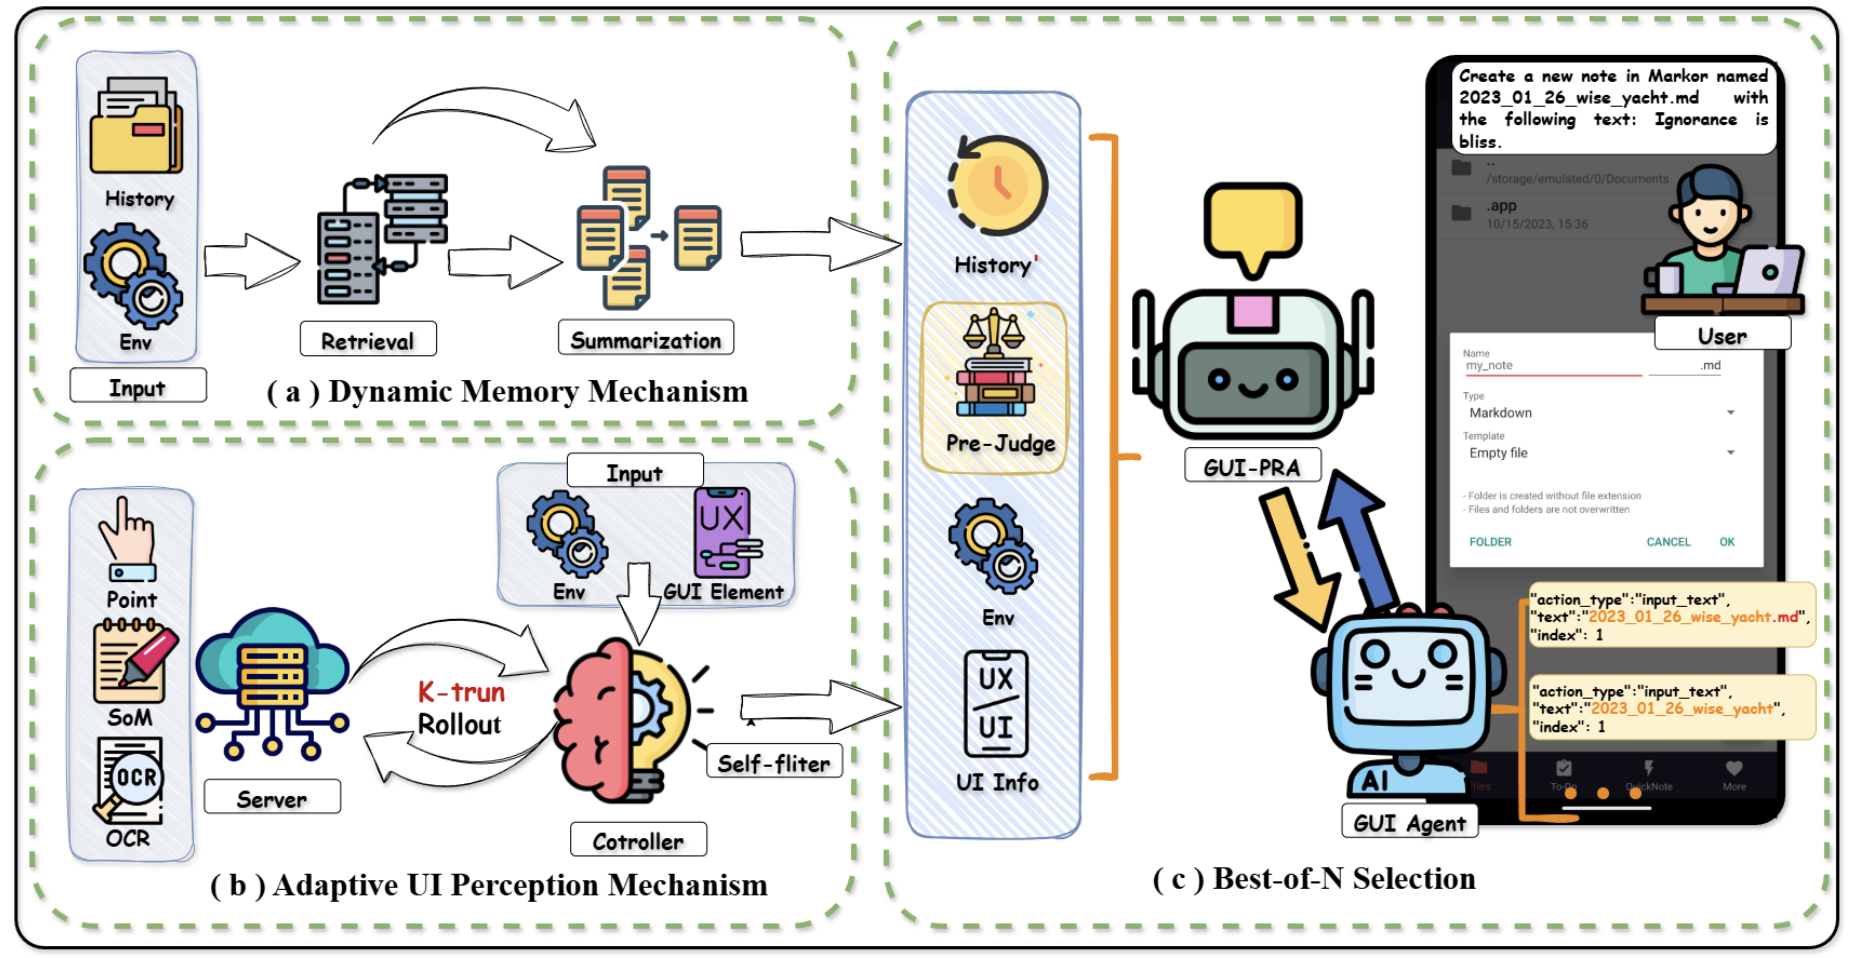 History
Env
Input
Retrieval
Summarization
( a ) Dynamic Memory Mechanism
Point
SoM
OCR
OCR
Server
Input
Env
UX
GUI Element
K-trun
Rollout
Cotroller
Self-fliter
( b ) Adaptive UI Perception Mechanism
History'
Pre-Judge
Env
UX
UI
UI Info
GUI-PRA
AI
GUI Agent
Create a new note in Markor named
2023_01_26_wise_yacht.md with
the following text: Ignorance is
bliss.
..
/storage/emulated/0/Documents
.app
10/15/2023, 15:36
User
Name
my_note .md
Type
Markdown
Template
Empty file
- Folder is created without file extension
- Files and folders are not overwritten
FOLDER CANCEL OK
"action_type":"input_text",
"text":"2023_01_26_wise_yacht.md",
"index": 1
"action_type":"input_text",
"text":"2023_01_26_wise_yacht",
"index": 1
Files To-Do QuickNote More
( c ) Best-of-N Selection